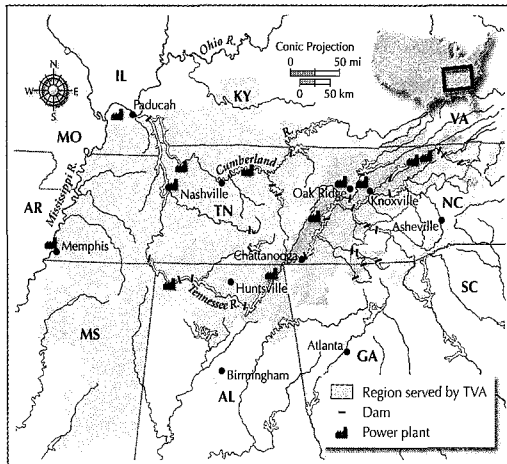 IL
Ohio R.
Conic Projection
0 50 mi
0 50 km
N
W E
S
KY
VA
Paducah
MO
R.
Cumberland
Mississippi R.
Nashville
Oak Ridge
Knoxville
NC
AR
TN
Asheville
Memphis
Chattanooga
Huntsville
Tennessee R.
SC
MS
Atlanta
GA
Birmingham
AL
Region served by TVA
Dam
Power plant